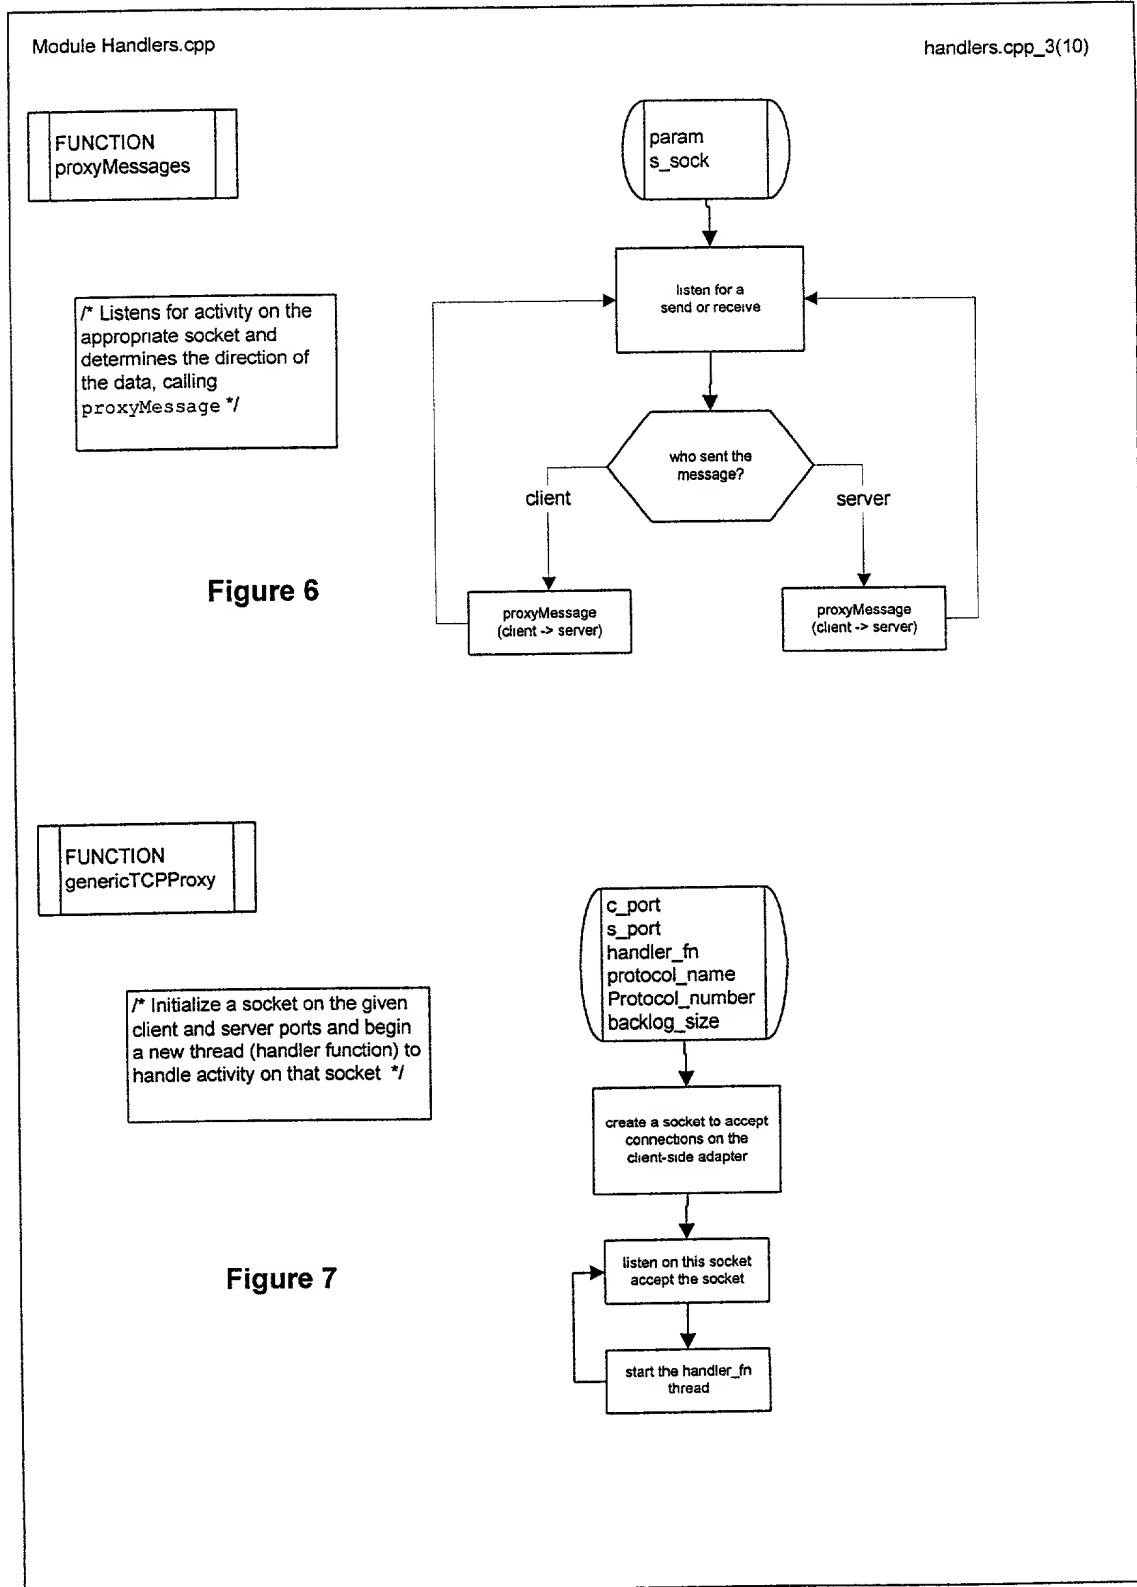 Module Handlers.cpp
handlers.cpp_3(10)
FUNCTION
proxyMessages
param
s_sock
listen for a
send or receive
/* Listens for activity on the
appropriate socket and
determines the direction of
the data, calling
proxyMessage */
who sent the
message?
client
server
Figure 6
proxyMessage
(client -> server)
proxyMessage
(client -> server)
FUNCTION
genericTCPProxy
c_port
s_port
handler_fn
protocol_name
Protocol_number
backlog_size
/* Initialize a socket on the given
client and server ports and begin
a new thread (handler function) to
handle activity on that socket */
create a socket to accept
connections on the
client-side adapter
Figure 7
listen on this socket
accept the socket
start the handler_fn
thread